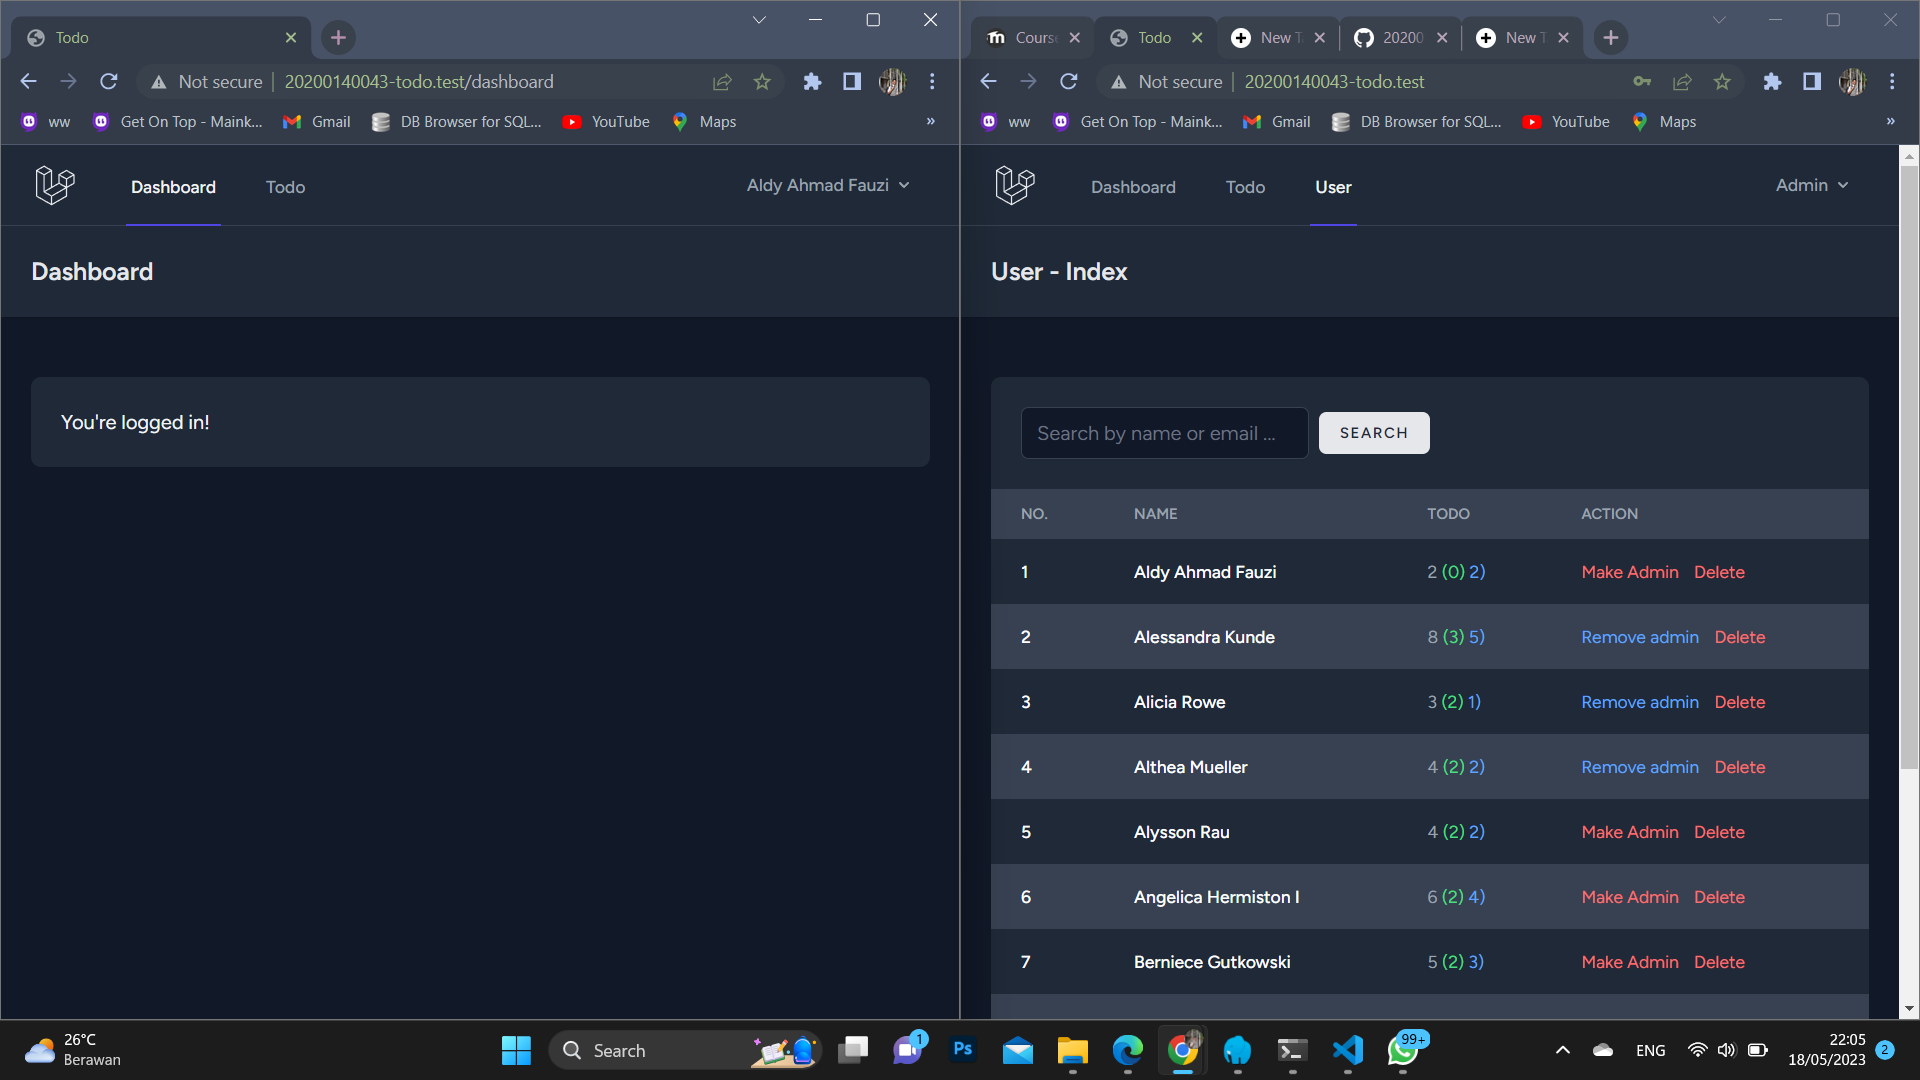 Todo
Not secure
20200140043-todo.test/dashboard
ww
Get On Top - Maink...
Gmail
DB Browser for SQL...
YouTube
Maps
»
Dashboard
Todo
Aldy Ahmad Fauzi
Dashboard
You're logged in!
Course
Todo
New T
20200
New T
Not secure
20200140043-todo.test
ww
Get On Top - Maink...
Gmail
DB Browser for SQL...
YouTube
Maps
»
Dashboard
Todo
User
Admin
User - Index
Search by name or email ...
SEARCH
NO. NAME TODO ACTION
1 Aldy Ahmad Fauzi 2 (0) 2) Make Admin Delete
2 Alessandra Kunde 8 (3) 5) Remove admin Delete
3 Alicia Rowe 3 (2) 1) Remove admin Delete
4 Althea Mueller 4 (2) 2) Remove admin Delete
5 Alysson Rau 4 (2) 2) Make Admin Delete
6 Angelica Hermiston I 6 (2) 4) Make Admin Delete
7 Berniece Gutkowski 5 (2) 3) Make Admin Delete
26°C
Berawan
Search
1
Ps
99+
ENG
22:05
18/05/2023
2